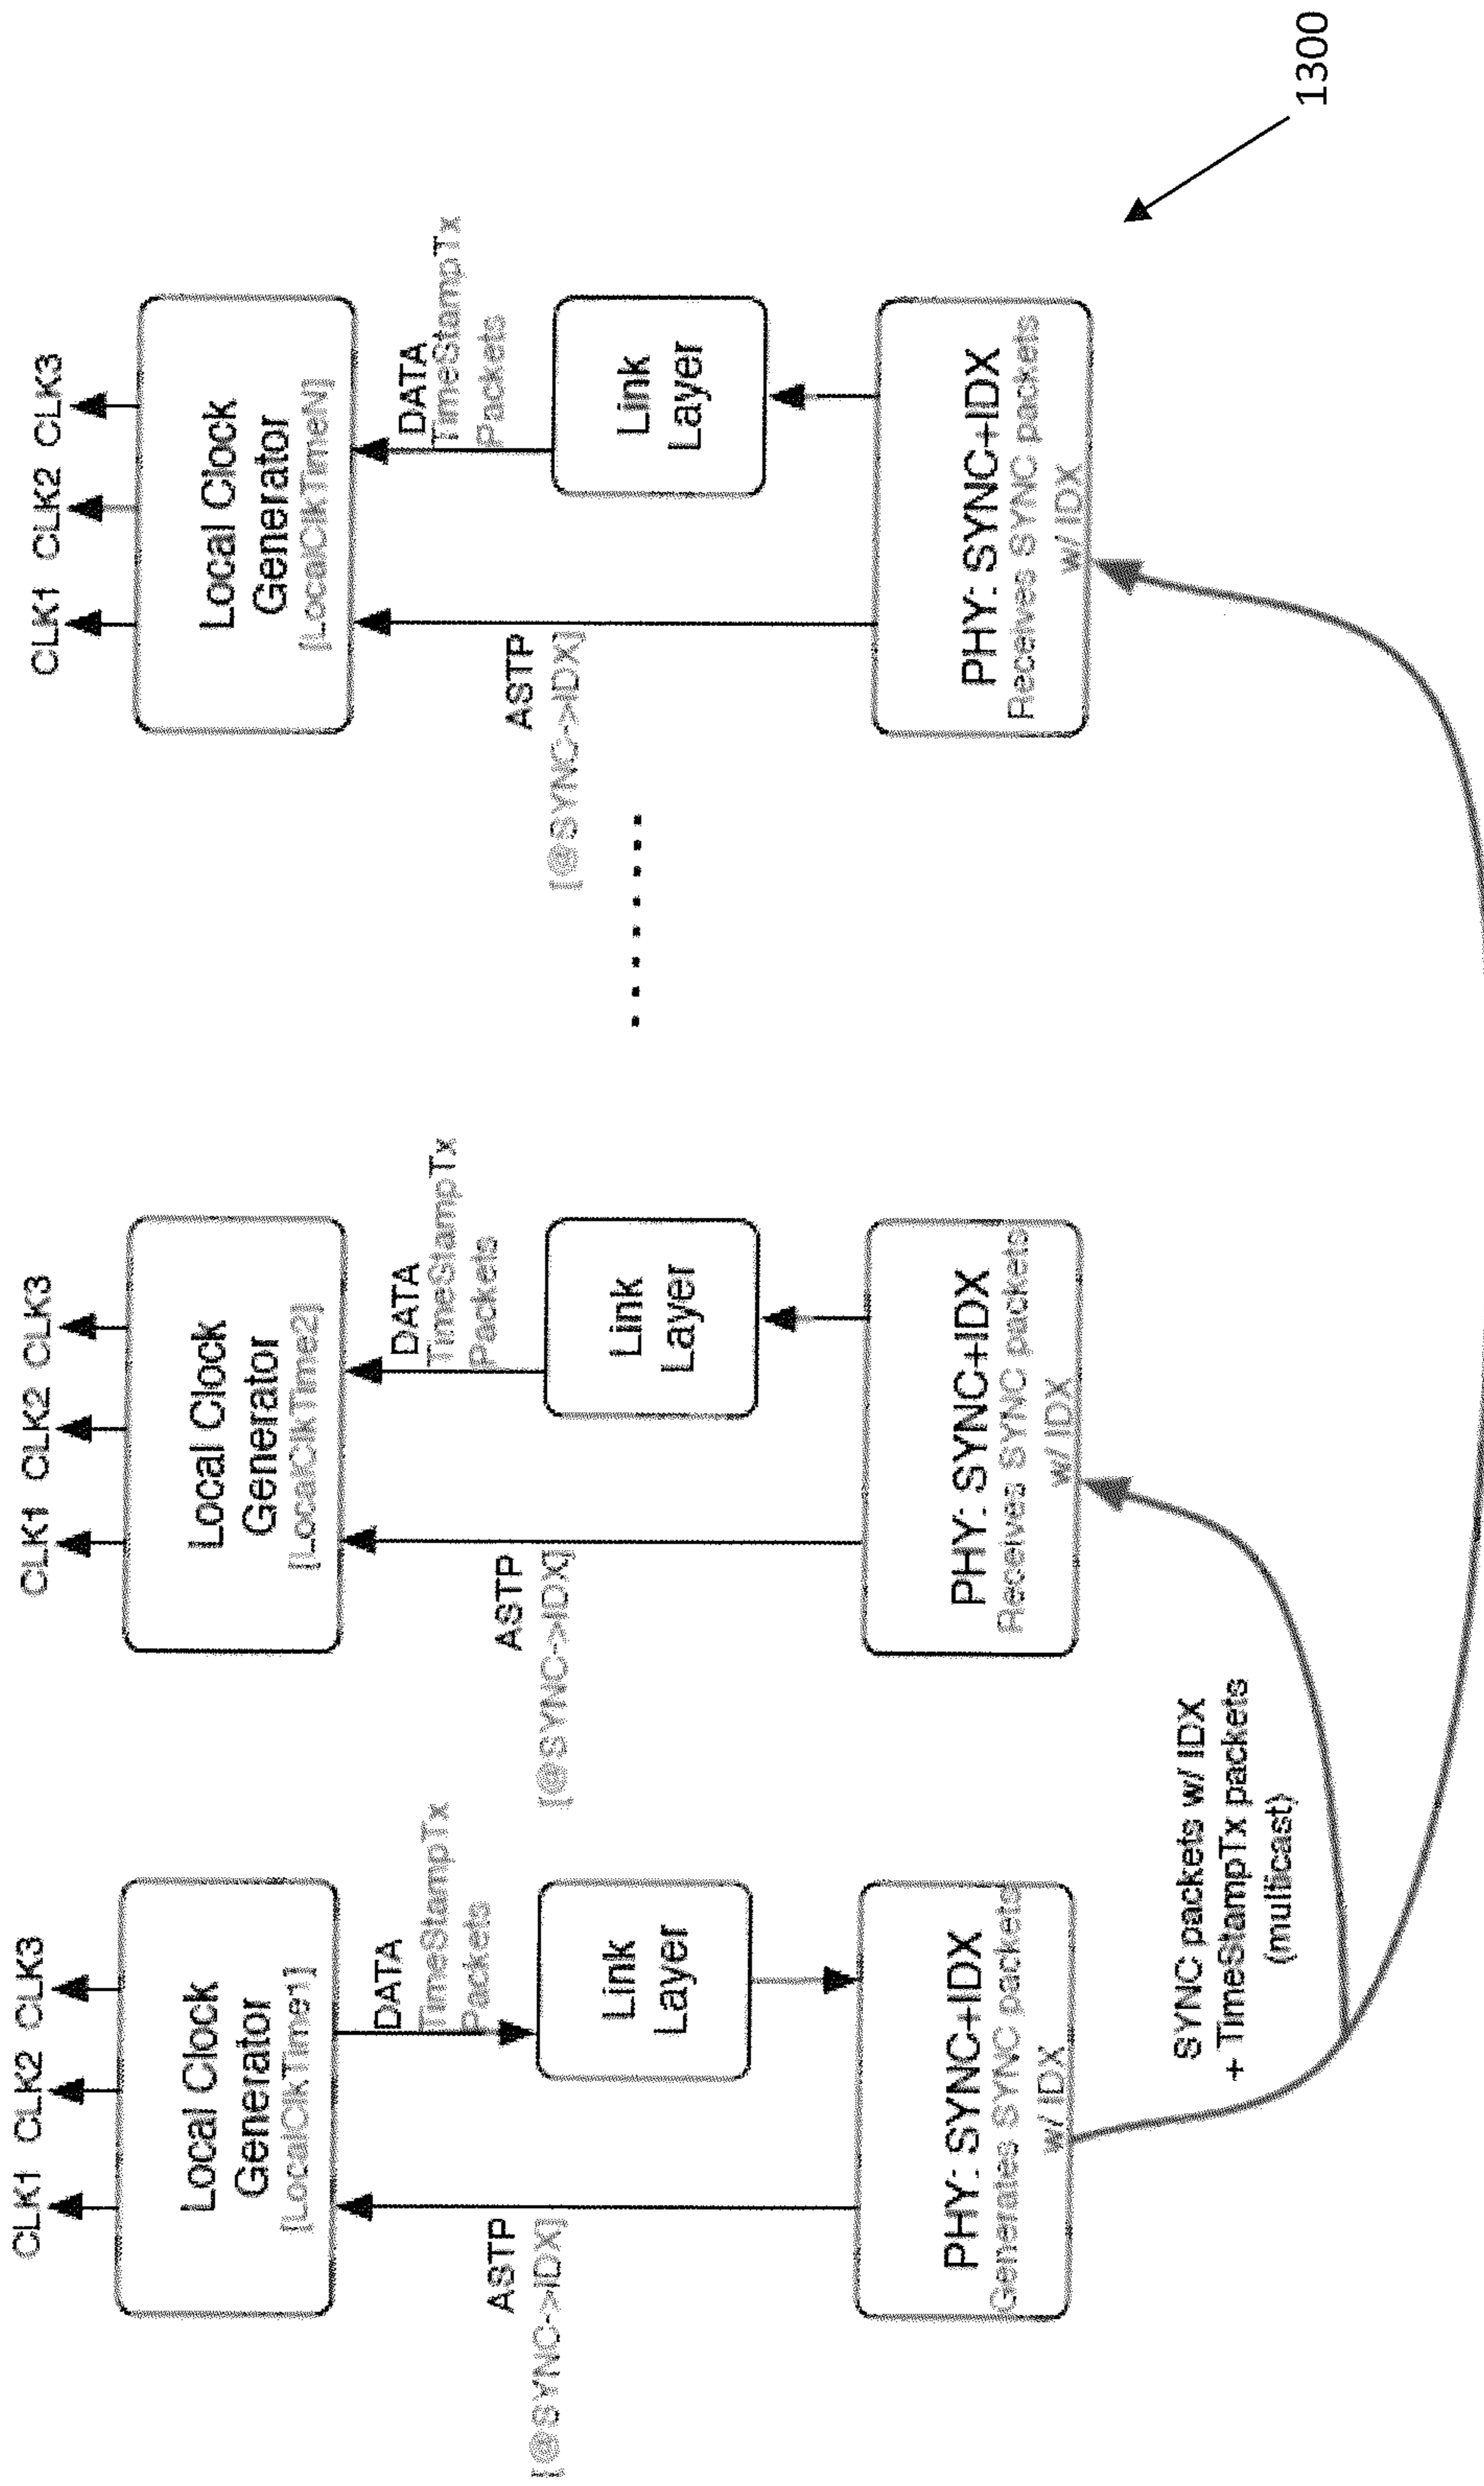 CLK1 CLK2 CLK3
Local Clock
Generator
[LocalClkTime1]
ASTP
[@SYNC->IDX]
DATA
TimeStampTx
Packets
Link
Layer
PHY: SYNC+IDX
Generates SYNC packets
w/ IDX
SYNC packets w/ IDX
+ TimeStampTx packets
(multicast)
CLK1 CLK2 CLK3
Local Clock
Generator
[LocalClkTime2]
ASTP
[@SYNC->IDX]
DATA
TimeStampTx
Packets
Link
Layer
PHY: SYNC+IDX
Receives SYNC packets
w/ IDX
CLK1 CLK2 CLK3
Local Clock
Generator
[LocalClkTimeN]
ASTP
[@SYNC->IDX]
DATA
TimeStampTx
Packets
Link
Layer
PHY: SYNC+IDX
Receives SYNC packets
w/ IDX
1300